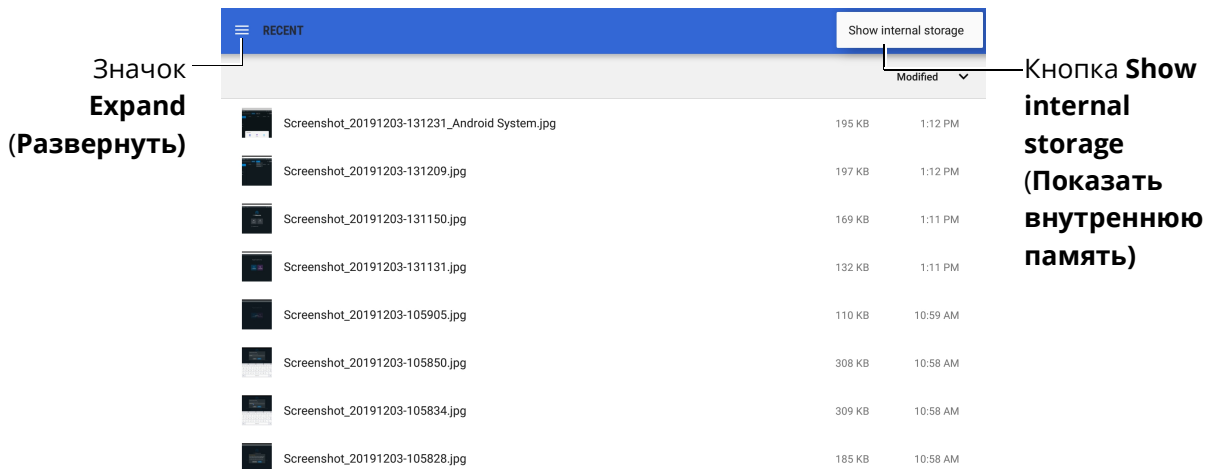 RECENT
Show internal storage
Значок
Expand
(Развернуть)
Кнопка Show
internal
storage
(Показать
внутреннюю
память)
Modified
Screenshot_20191203-131231_Android System.jpg 195 KB 1:12 PM
Screenshot_20191203-131209.jpg 197 KB 1:12 PM
Screenshot_20191203-131150.jpg 169 KB 1:11 PM
Screenshot_20191203-131131.jpg 132 KB 1:11 PM
Screenshot_20191203-105905.jpg 110 KB 10:59 AM
Screenshot_20191203-105850.jpg 308 KB 10:58 AM
Screenshot_20191203-105834.jpg 309 KB 10:58 AM
Screenshot_20191203-105828.jpg 185 KB 10:58 AM